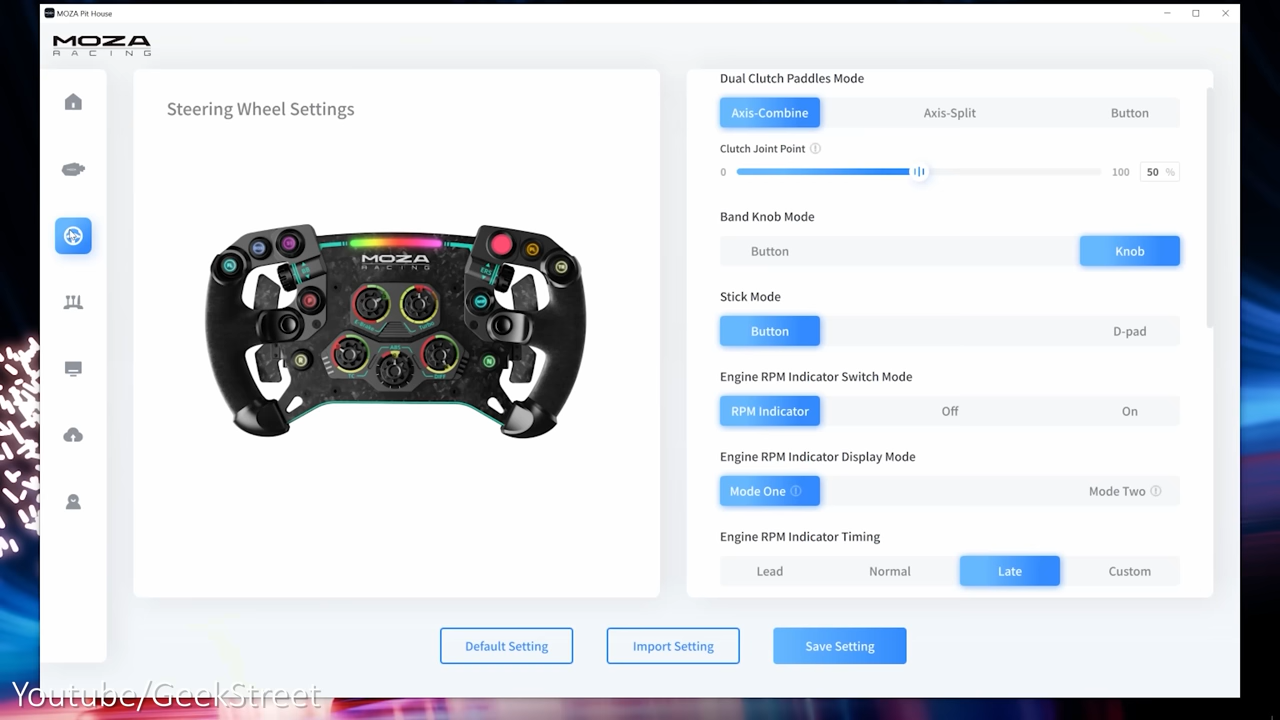 MOZA Pit House
MOZA
RACING
Steering Wheel Settings
MOZA
RACING
Dual Clutch Paddles Mode
Axis-Combine Axis-Split Button
Clutch Joint Point
0 100 50 %
Band Knob Mode
Button Knob
Stick Mode
Button D-pad
Engine RPM Indicator Switch Mode
RPM Indicator Off On
Engine RPM Indicator Display Mode
Mode One Mode Two
Engine RPM Indicator Timing
Lead Normal Late Custom
Default Setting Import Setting Save Setting
Youtube/GeekStreet